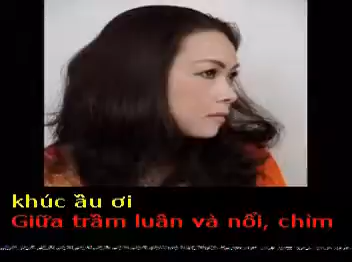 khúc ầu ơi
Giữa trầm luân và nổi, chìm